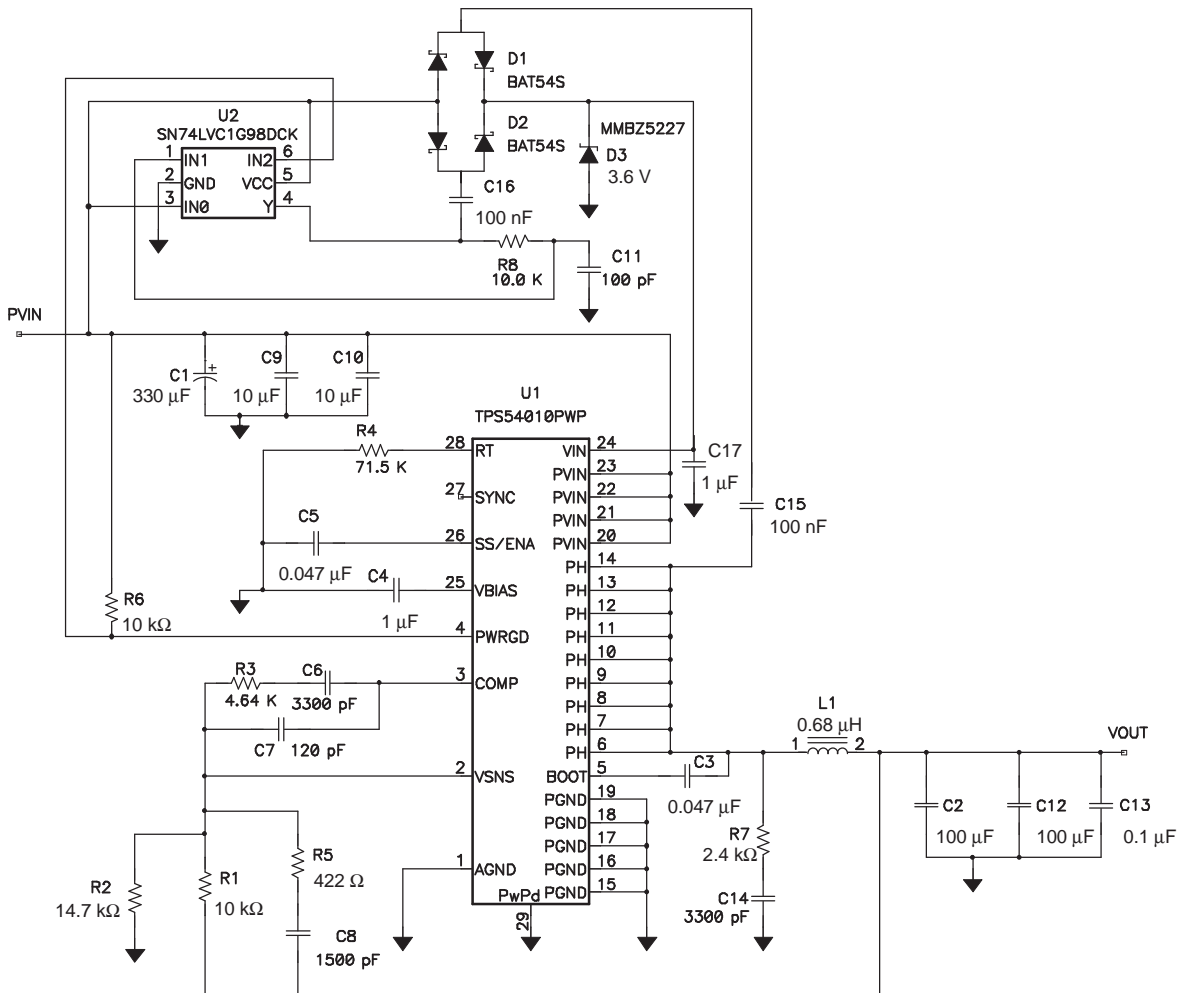 D1
BAT54S
U2
SN74LVC1G98DCK
D2
BAT54S
MMBZ5227
D3
3.6 V
1 IN1 IN2 6
2 GND VCC 5
3 IN0 Y 4
C16
100 nF
R8
10.0 K
C11
100 pF
PVIN
C1
+
330 μF
C9
10 μF
C10
10 μF
U1
TPS54010PWP
R4
71.5 K
28 RT VIN 24
PVIN 23
27 SYNC PVIN 22
PVIN 21
26 SS/ENA PVIN 20
PH 14
25 VBIAS PH 13
PH 12
4 PWRGD PH 11
PH 10
3 COMP PH 9
PH 8
PH 7
PH 6
2 VSNS BOOT 5
PGND 19
PGND 18
PGND 17
1 AGND PGND 16
PwPd PGND 15
29
C17
1 μF
C15
100 nF
C5
0.047 μF
C4
1 μF
R6
10 kΩ
R3
4.64 K
C6
3300 pF
C7 120 pF
L1
0.68 μH
1 2
VOUT
C3
0.047 μF
C2
100 μF
C12
100 μF
C13
0.1 μF
R7
2.4 kΩ
C14
3300 pF
R2
14.7 kΩ
R1
10 kΩ
R5
422 Ω
C8
1500 pF